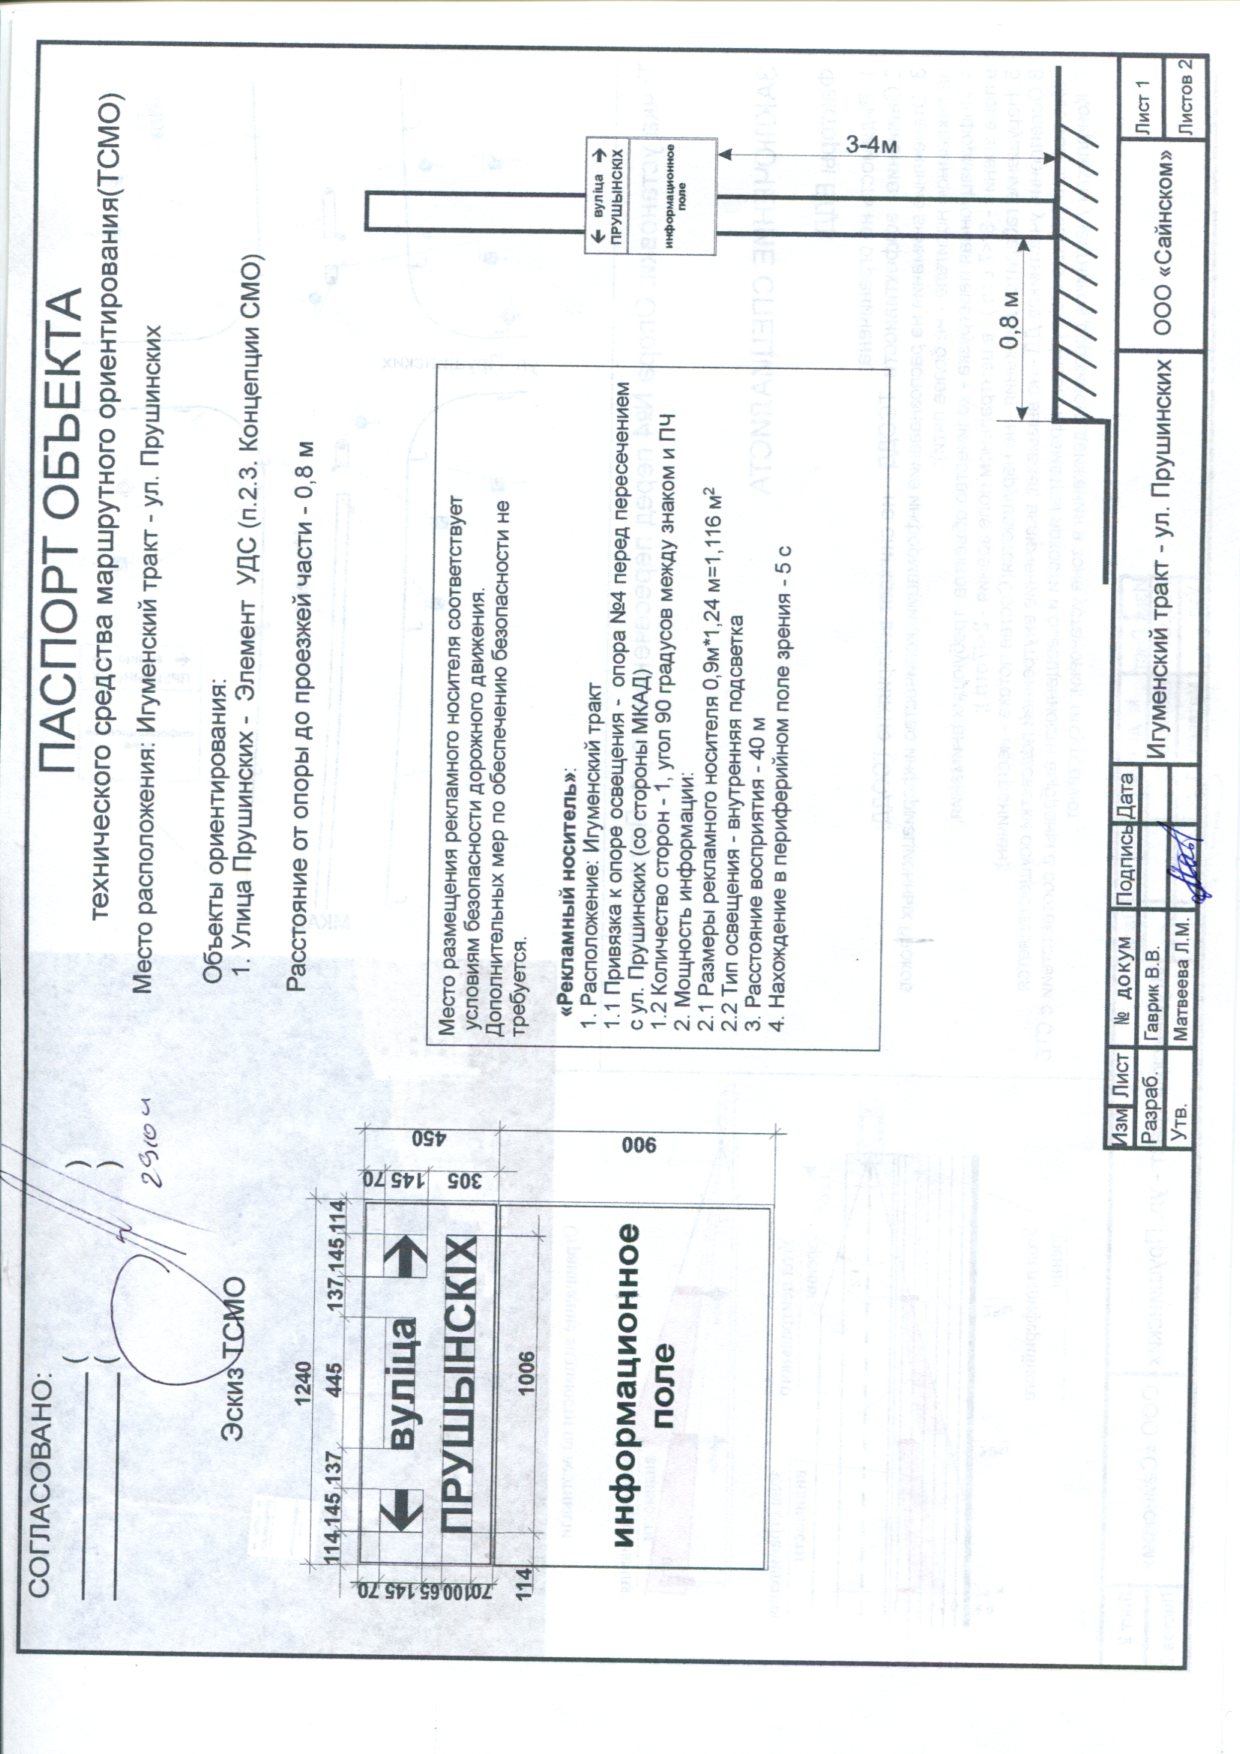 СОГЛАСОВАНО:
( )
( )
29.10 ч
ПАСПОРТ ОБЪЕКТА
технического средства маршрутного ориентирования(ТСМО)
Место расположения: Игуменский тракт - ул. Прушинских
Объекты ориентирования:
1. Улица Прушинских - Элемент УДС (п.2.3. Концепции СМО)
Расстояние от опоры до проезжей части - 0,8 м
Эскиз ТСМО
1240
114 145 137 445 137 145 114
70 145 65 100 70
вуліца
ПРУШЫНСКІХ
70 145 305
450
900
114 1006
информационное
поле
Место размещения рекламного носителя соответствует
условиям безопасности дорожного движения.
Дополнительных мер по обеспечению безопасности не
требуется.
«Рекламный носитель»:
1. Расположение: Игуменский тракт
1.1 Привязка к опоре освещения - опора №4 перед пересечением
с ул. Прушинских (со стороны МКАД)
1.2 Количество сторон - 1, угол 90 градусов между знаком и ПЧ
2. Мощность информации:
2.1 Размеры рекламного носителя 0,9м*1,24 м=1,116 м²
2.2 Тип освещения - внутренняя подсветка
3. Расстояние восприятия - 40 м
4. Нахождение в периферийном поле зрения - 5 с
вуліца
ПРУШЫНСКІХ
информационное
поле
3-4м
0,8 м
Изм Лист № докум Подпись Дата
Разраб. Гаврик В.В.
Утв. Матвеева Л.М.
Игуменский тракт - ул. Прушинских
ООО «Сайнском»
Лист 1
Листов 2